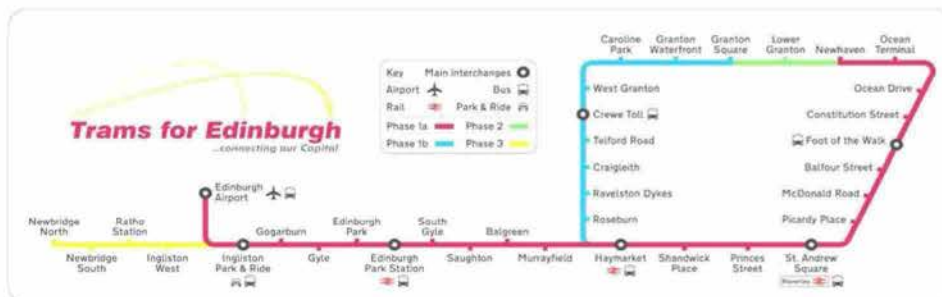 Trams for Edinburgh
...connecting our Capital
Key Main Interchanges
Airport Bus
Rail Park & Ride
Phase 1a Phase 2
Phase 1b Phase 3
Caroline
Park
Granton
Waterfront
Granton
Square
Lower
Granton
Newhaven
Ocean
Terminal
West Granton
Crewe Toll
Telford Road
Craigleith
Ravelston Dykes
Roseburn
Ocean Drive
Constitution Street
Foot of the Walk
Balfour Street
McDonald Road
Picardy Place
Edinburgh
Airport
Newbridge
North
Ratho
Station
Gogarburn
Edinburgh
Park
South
Gyle
Balgreen
Newbridge
South
Ingliston
West
Ingliston
Park & Ride
Gyle
Edinburgh
Park Station
Saughton
Murrayfield
Haymarket
Shandwick
Place
Princes
Street
St. Andrew
Square
Waverley